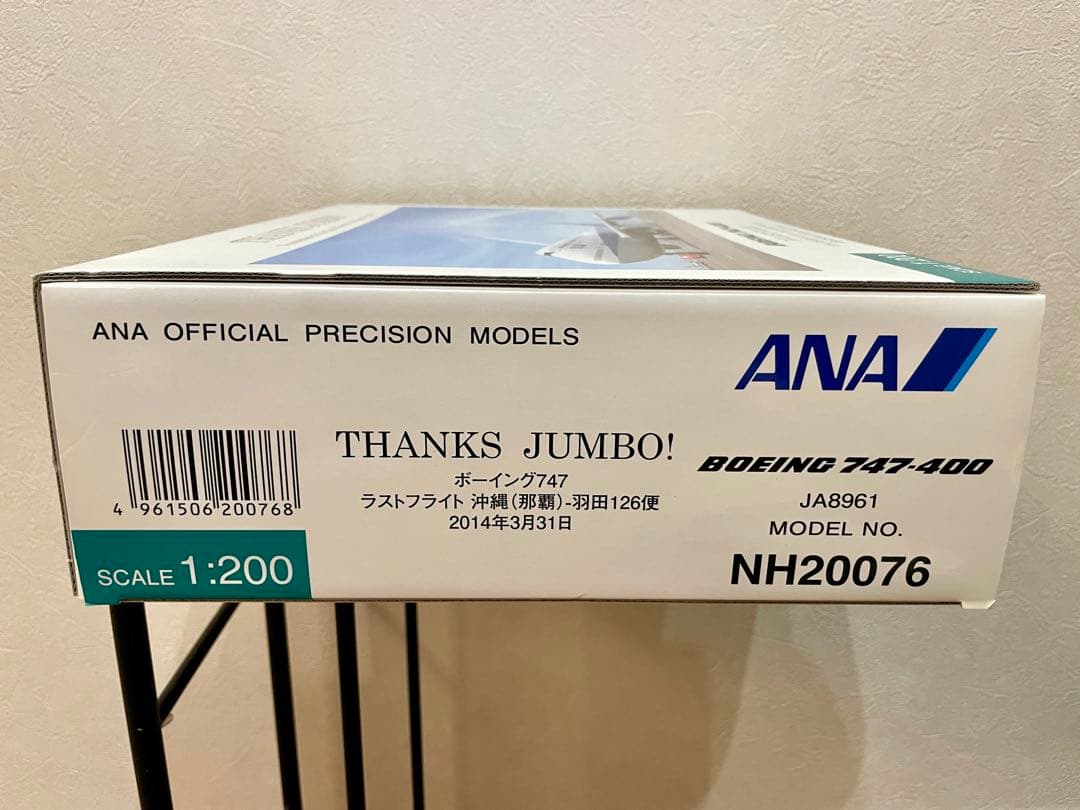 ANA OFFICIAL PRECISION MODELS
ANA
THANKS JUMBO!
ボーイング747
ラストフライト 沖縄(那覇)-羽田126便
2014年3月31日
BOEING 747-400
JA8961
MODEL NO.
NH20076
4 961506 200768
SCALE 1:200